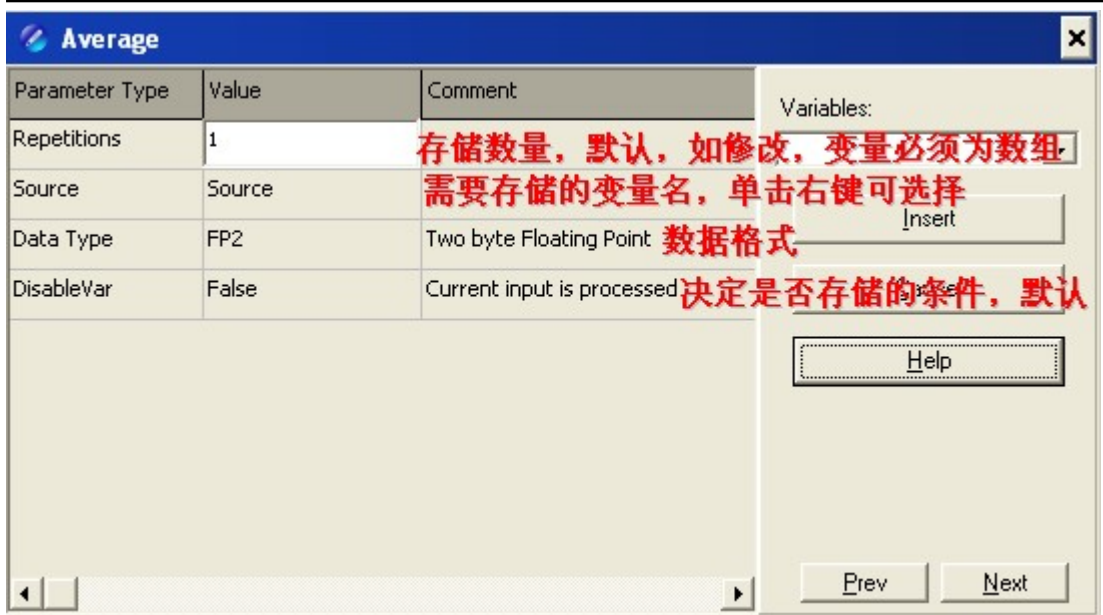 Average
Parameter Type Value Comment
Variables:
Repetitions 1 存储数量，默认，如修改，变量必须为数组
Source Source 需要存储的变量名，单击右键可选择
Insert
Data Type FP2 Two byte Floating Point 数据格式
DisableVar False Current input is processed 决定是否存储的条件，默认
Help
Prev Next